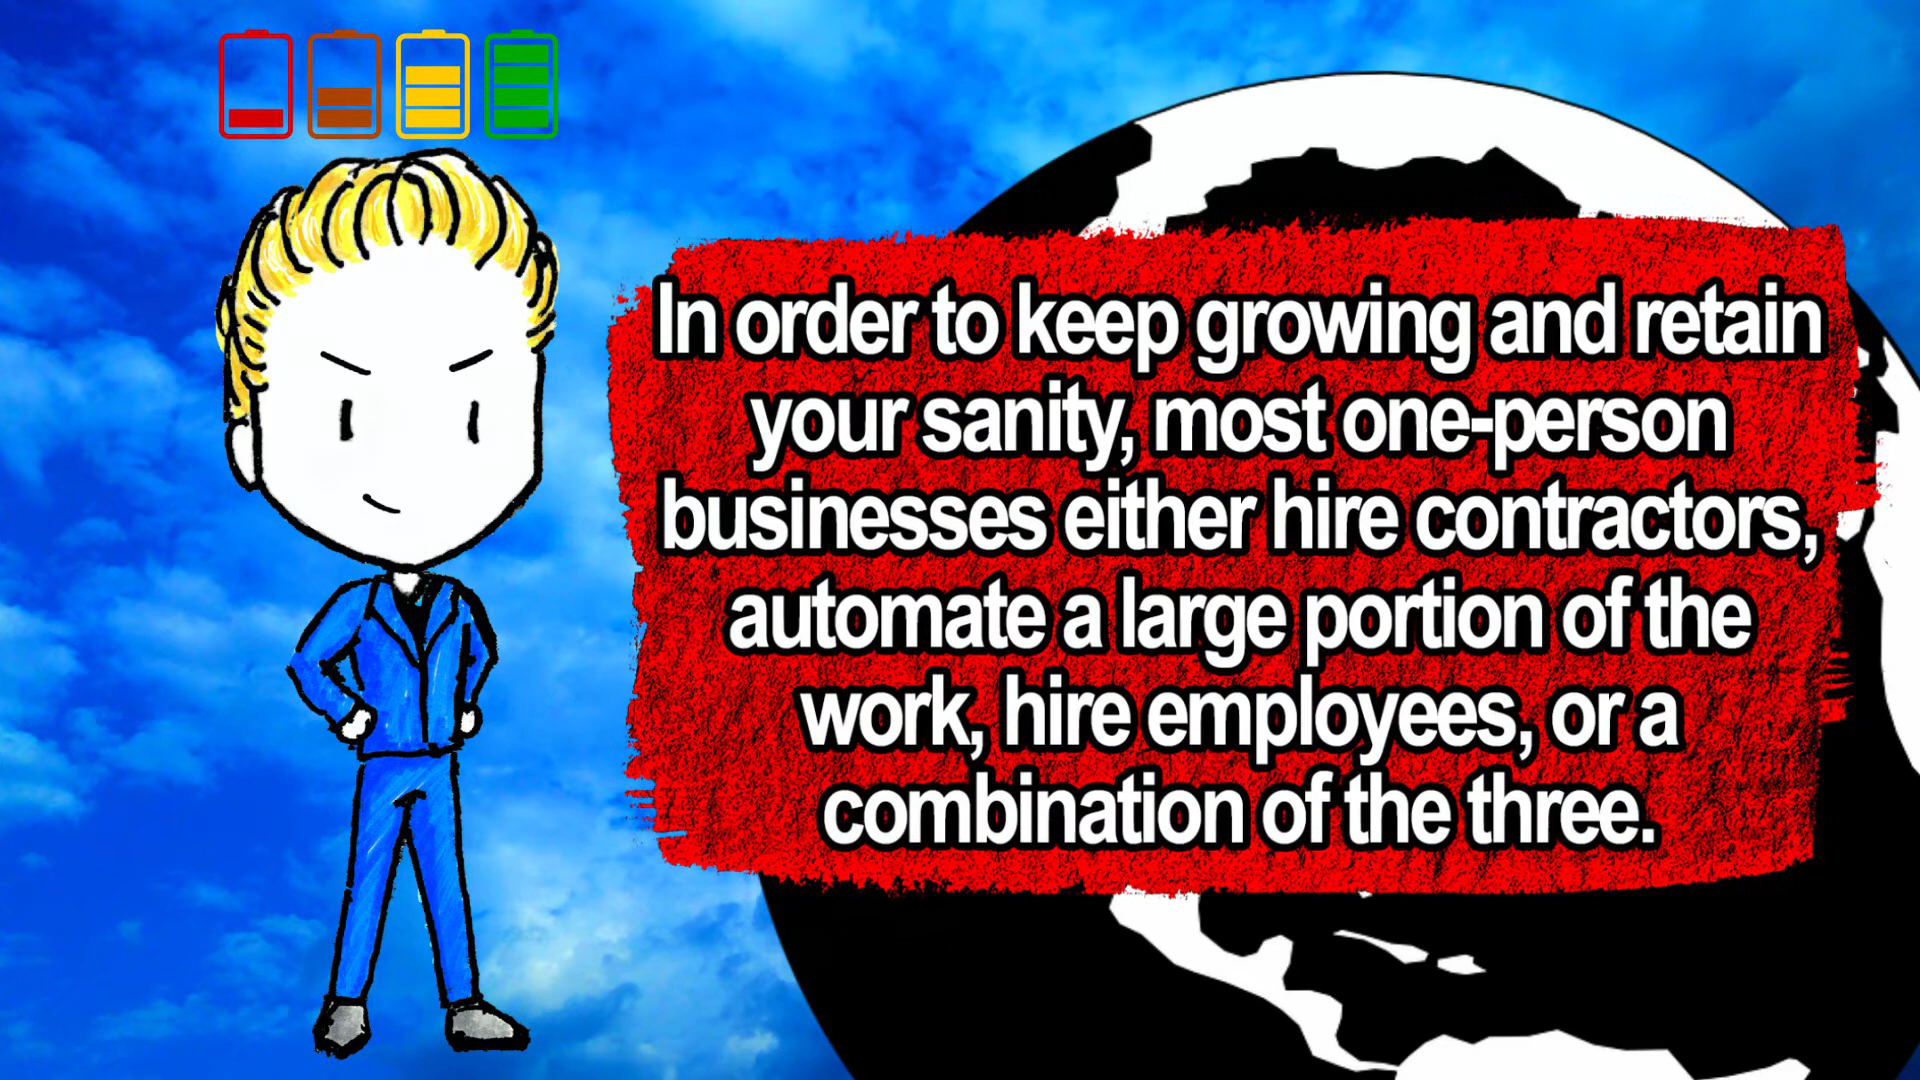 In order to keep growing and retain
your sanity, most one-person
businesses either hire contractors,
automate a large portion of the
work, hire employees, or a
combination of the three.